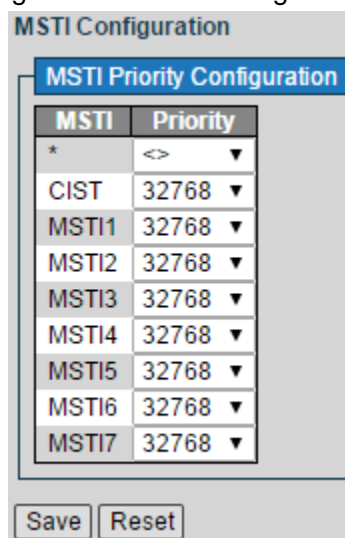 MSTI Configuration
MSTI Priority Configuration
MSTI Priority
* <>
CIST 32768
MSTI1 32768
MSTI2 32768
MSTI3 32768
MSTI4 32768
MSTI5 32768
MSTI6 32768
MSTI7 32768
Save Reset